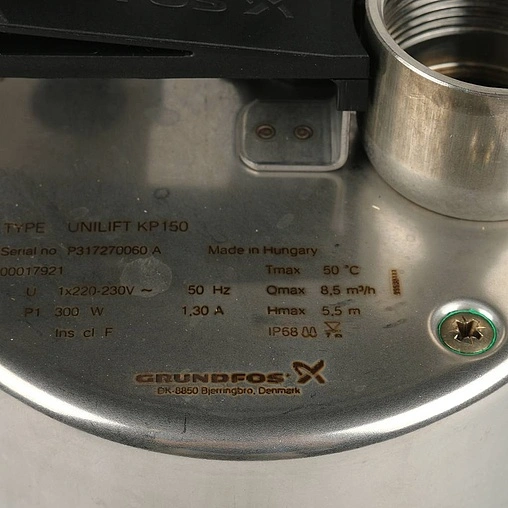 TYPE UNILIFT KP150
Serial no P317270060 A Made in Hungary
00017921 Tmax 50 °C
U 1x220-230V ~ 50 Hz Qmax 8,5 m³/h
P1 300 W 1,30 A Hmax 5,5 m
Ins. cl .F IP68
GRUNDFOS
DK-8850 Bjerringbro, Denmark